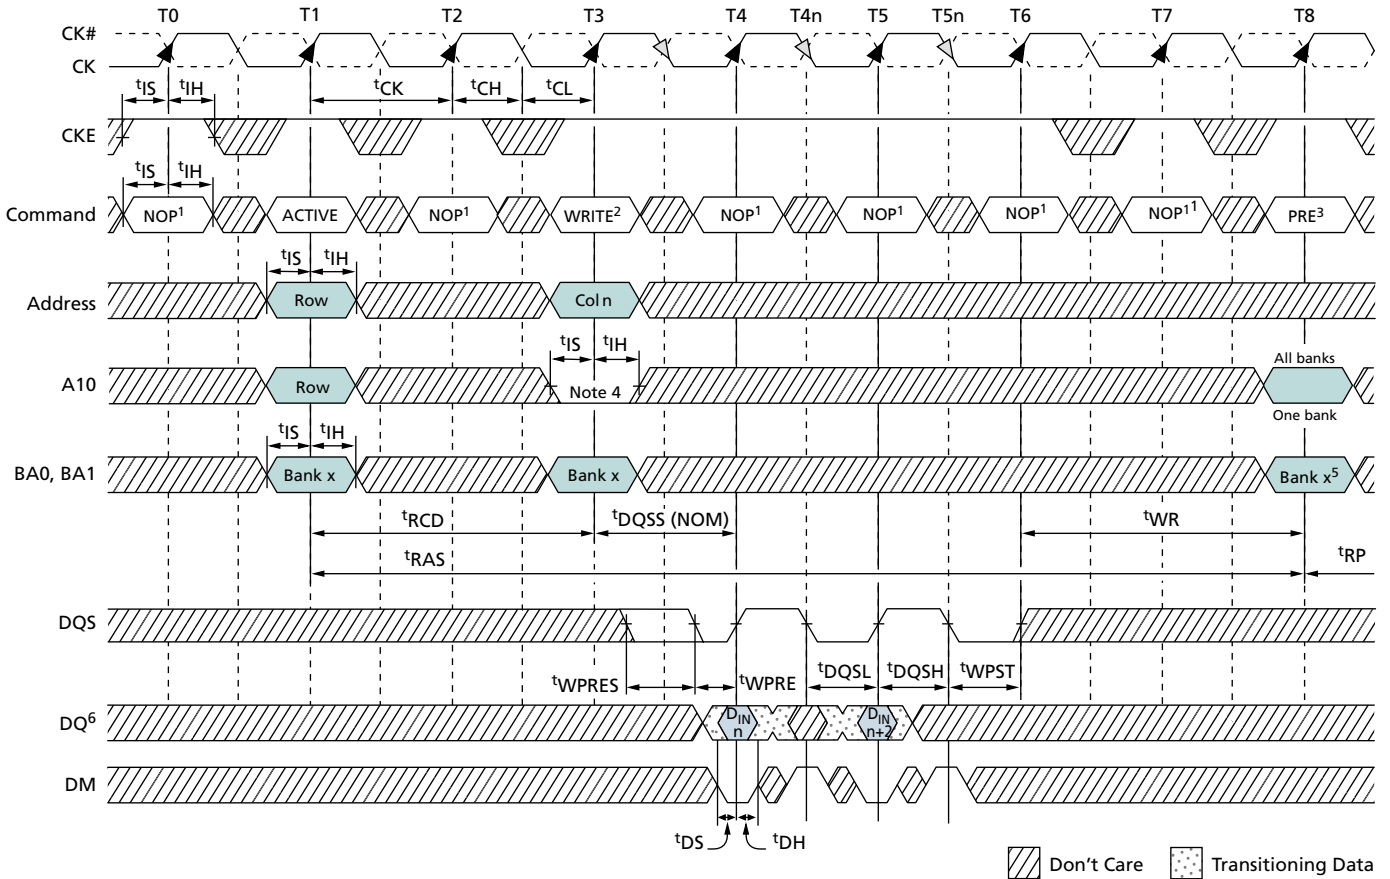 T0 T1 T2 T3 T4 T4n T5 T5n T6 T7 T8
CK#
CK
tIS tIH tCK tCH tCL
CKE
tIS tIH
Command NOP1 ACTIVE NOP1 WRITE2 NOP1 NOP1 NOP1 NOP11 PRE3
tIS tIH
Address Row Col n
tIS tIH
All banks
A10 Row Note 4
One bank
tIS tIH
BA0, BA1 Bank x Bank x Bank x5
tRCD tDQSS (NOM) tWR
tRAS tRP
DQS
tWPRES tWPRE tDQSL tDQSH tWPST
DQ6 DIN DIN
n n+2
DM
tDS tDH
Don't Care Transitioning Data